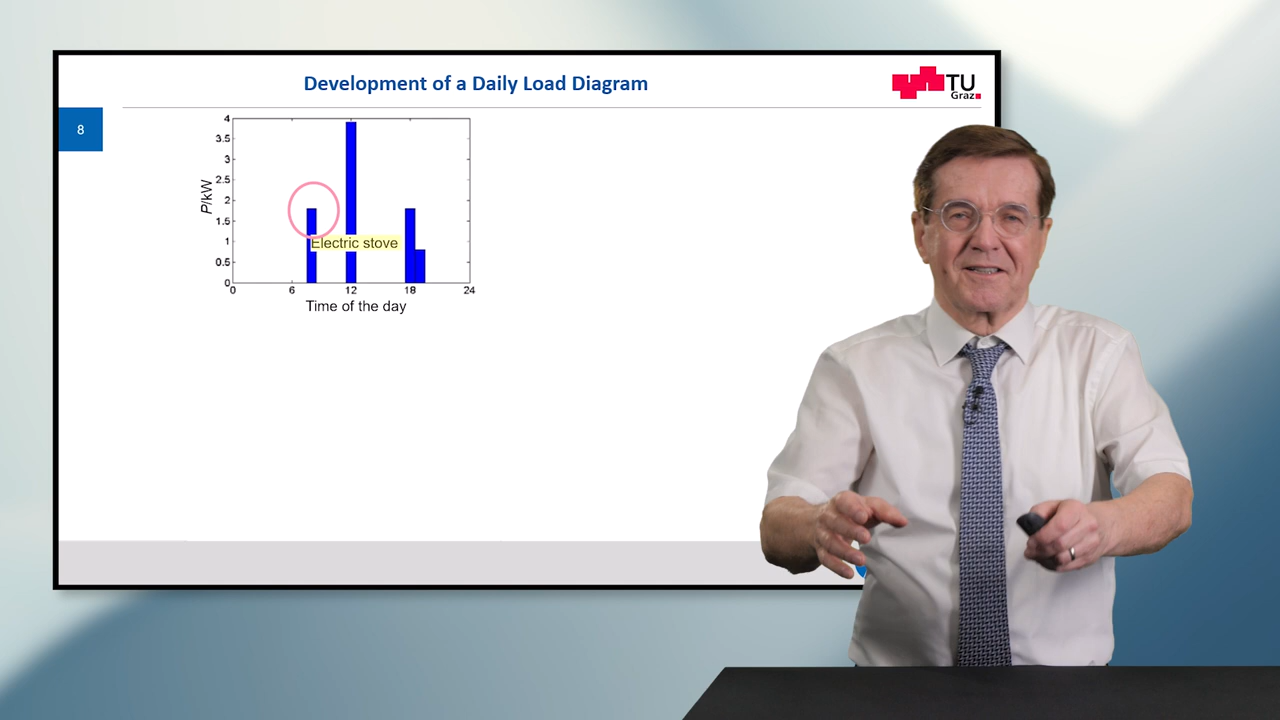 Development of a Daily Load Diagram
TU
Graz
8
4
3.5
3
2.5
2
1.5
1
0.5
0
P/kW
Electric stove
0 6 12 18 24
Time of the day